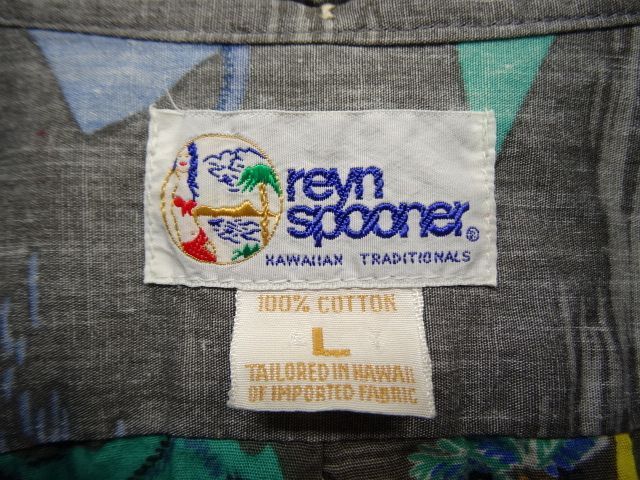 reyn
spooner®
HAWAIIAN TRADITIONALS
100% COTTON
L
TAILORED IN HAWAII
OF IMPORTED FABRIC